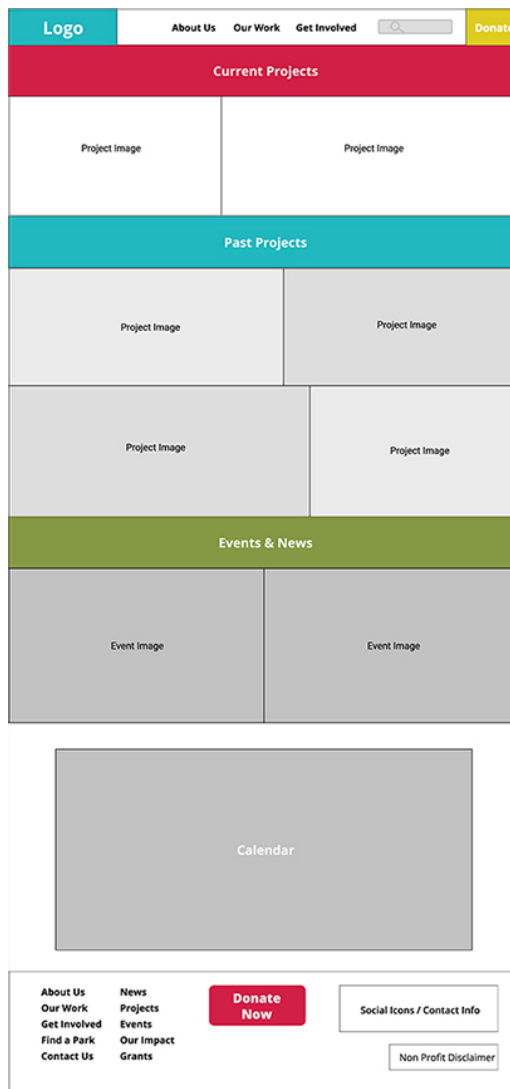 Logo
About Us Our Work Get Involved
Donate
Current Projects
Project Image Project Image
Past Projects
Project Image Project Image
Project Image Project Image
Events & News
Event Image Event Image
Calendar
About Us
Our Work
Get Involved
Find a Park
Contact Us
News
Projects
Events
Our Impact
Grants
Donate
Now
Social Icons / Contact Info
Non Profit Disclaimer